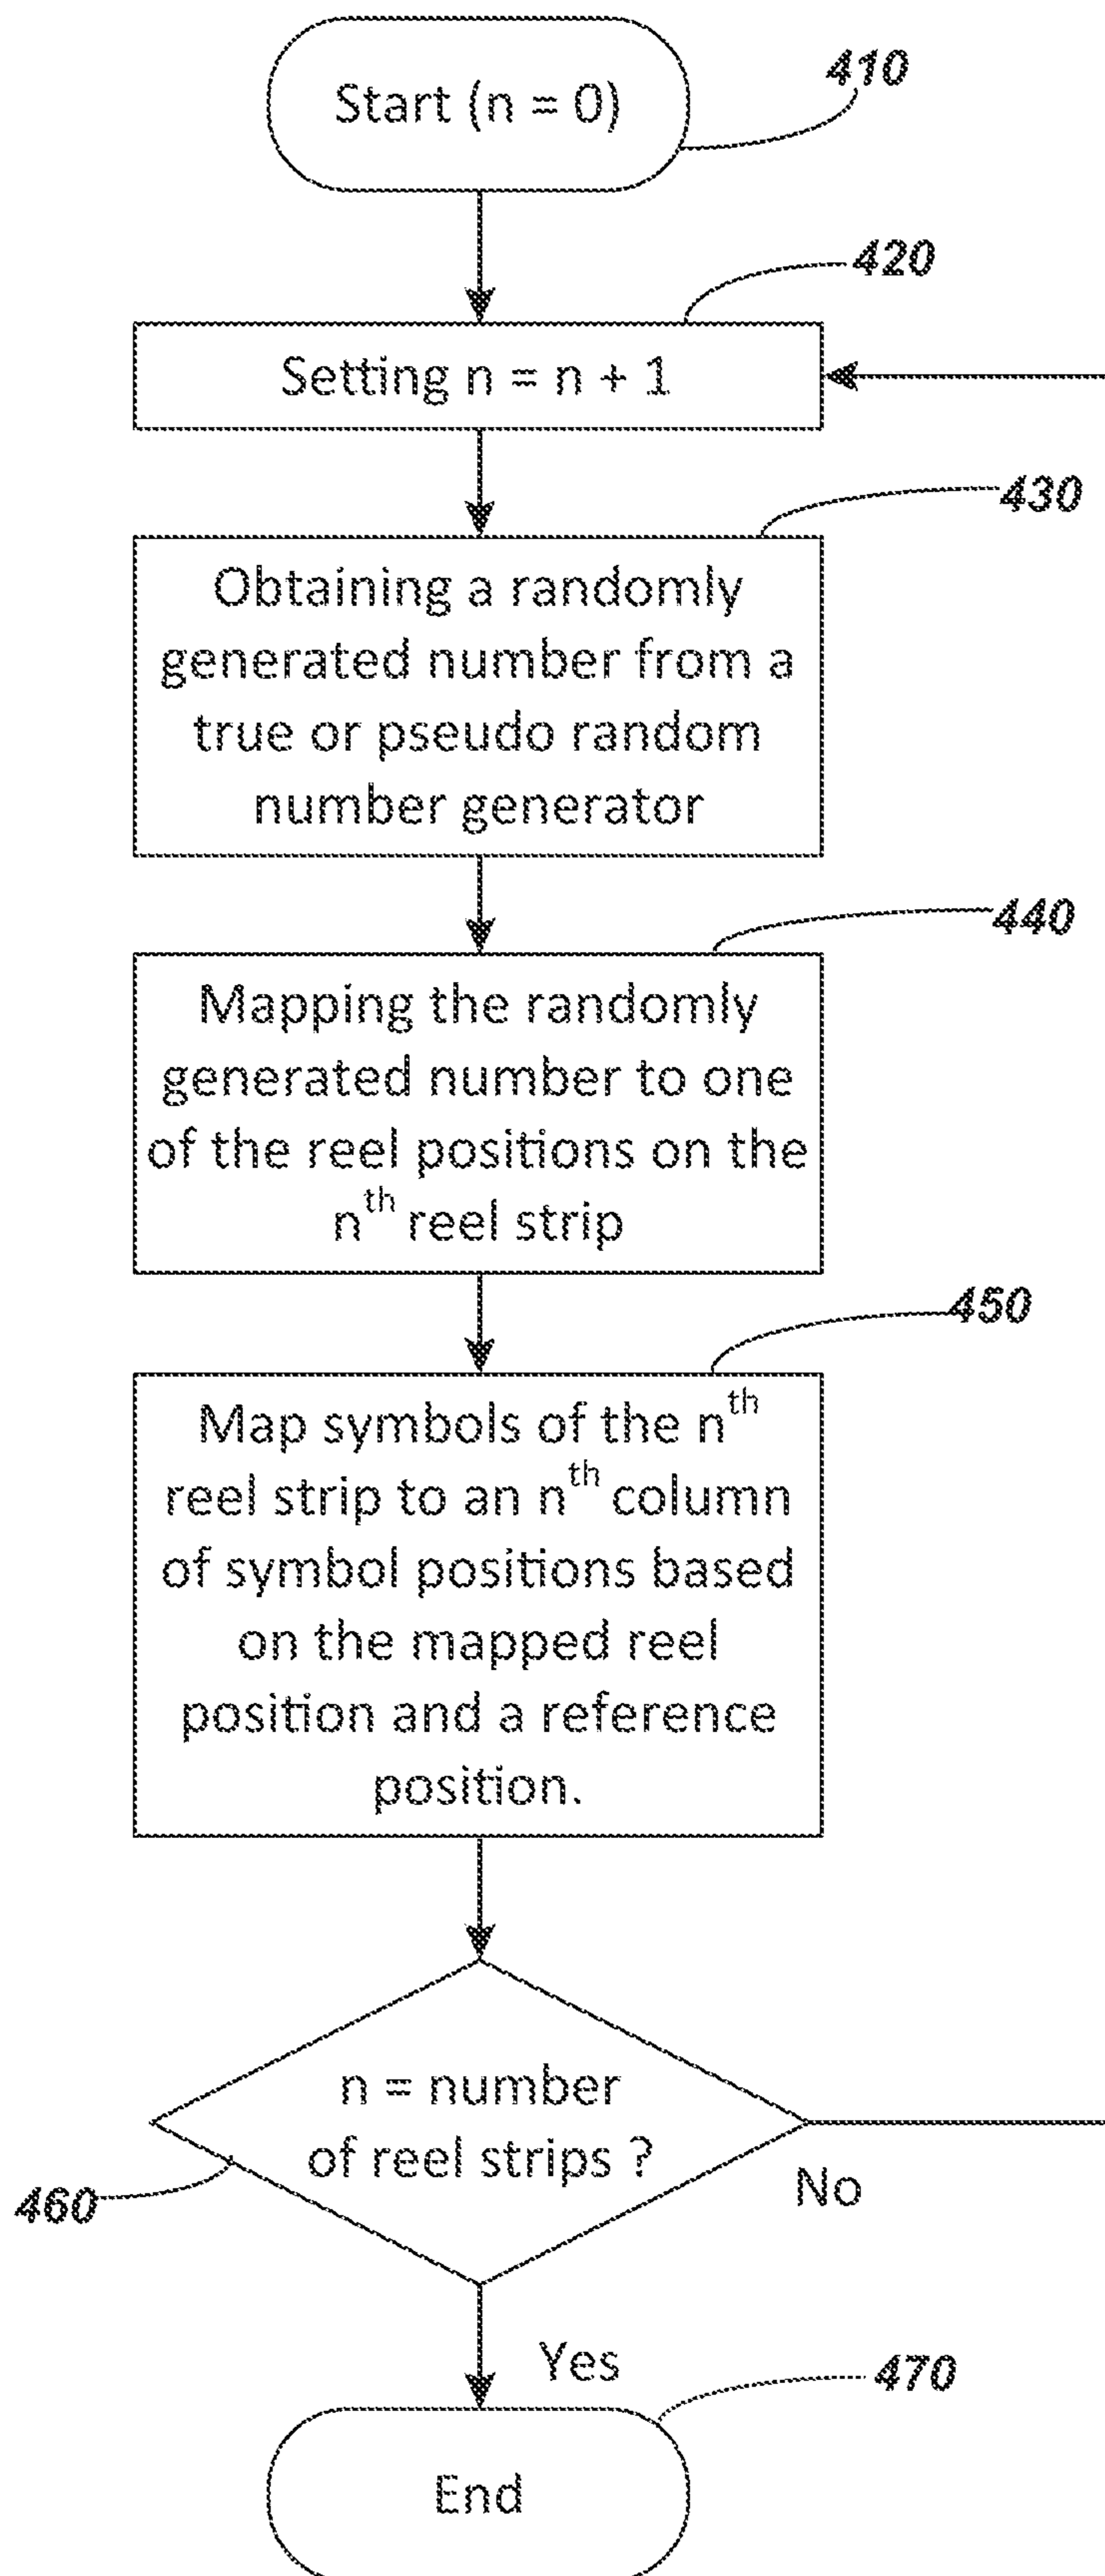 Start (n = 0)
410
420
Setting n = n + 1
430
Obtaining a randomly
generated number from a
true or pseudo random
number generator
440
Mapping the randomly
generated number to one
of the reel positions on the
nth reel strip
450
Map symbols of the nth
reel strip to an nth column
of symbol positions based
on the mapped reel
position and a reference
position.
n = number
of reel strips ?
No
460
Yes
470
End